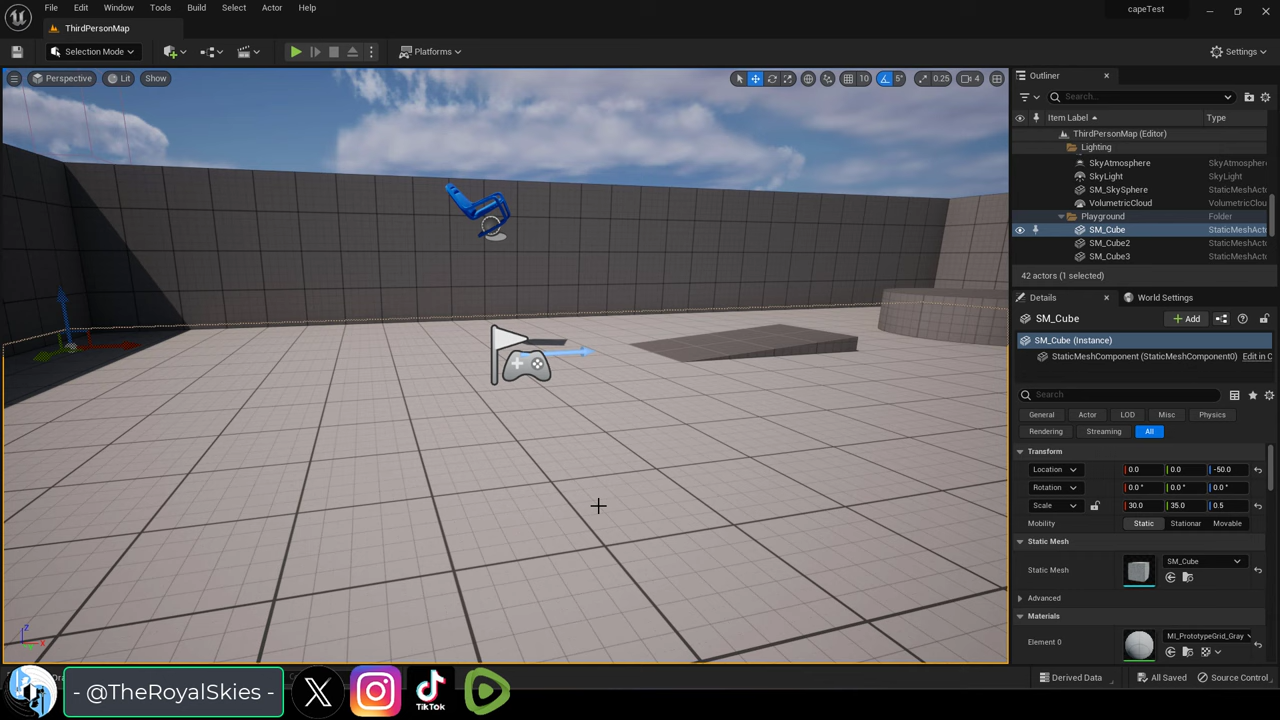 File Edit Window Tools Build Select Actor Help
capeTest
ThirdPersonMap
Selection Mode
Platforms
Settings
Perspective Lit Show
10 5° 0.25 4
Outliner
Search...
Item Label Type
ThirdPersonMap (Editor)
Lighting
SkyAtmosphere SkyAtmosphere
SkyLight SkyLight
SM_SkySphere StaticMeshActo
VolumetricCloud VolumetricClou
Playground Folder
SM_Cube StaticMeshActo
SM_Cube2 StaticMeshActo
SM_Cube3 StaticMeshActo
42 actors (1 selected)
Details World Settings
SM_Cube
Add
SM_Cube (Instance)
StaticMeshComponent (StaticMeshComponent0) Edit in C
Search
General Actor LOD Misc Physics
Rendering Streaming All
Transform
Location 0.0 0.0 -50.0
Rotation 0.0° 0.0° 0.0°
Scale 30.0 35.0 0.5
Mobility Static Stationar Movable
Static Mesh
Static Mesh SM_Cube
Advanced
Materials
Element 0 MI_PrototypeGrid_Gray
Z
X
Derived Data All Saved Source Control
- @TheRoyalSkies -
TikTok